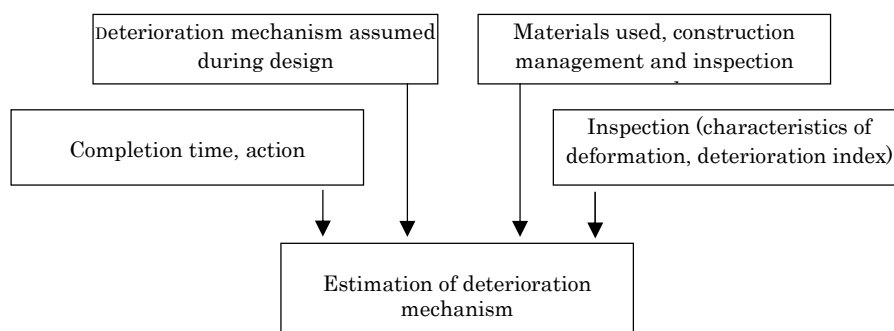 Deterioration mechanism assumed
during design
Materials used, construction
management and inspection
Completion time, action
Inspection (characteristics of
deformation, deterioration index)
Estimation of deterioration
mechanism